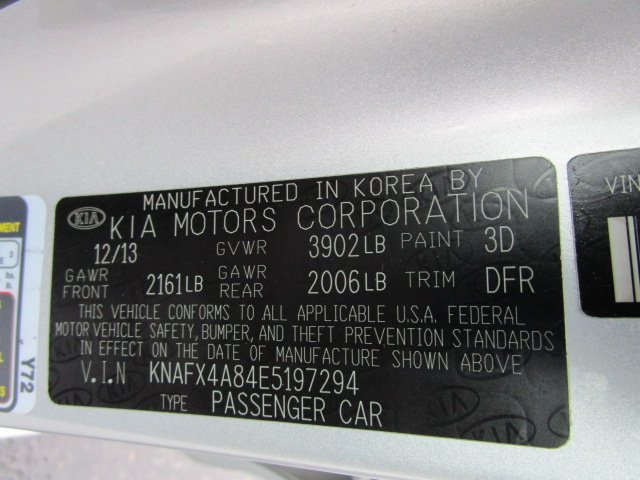 MANUFACTURED IN KOREA BY
KIA KIA MOTORS CORPORATION
12/13 GVWR 3902LB PAINT 3D
GAWR FRONT 2161LB GAWR REAR 2006LB TRIM DFR
THIS VEHICLE CONFORMS TO ALL APPLICABLE U.S.A. FEDERAL
MOTOR VEHICLE SAFETY, BUMPER, AND THEFT PREVENTION STANDARDS
IN EFFECT ON THE DATE OF MANUFACTURE SHOWN ABOVE
V.I.N KNAFX4A84E5197294
TYPE PASSENGER CAR
Y72
VIN